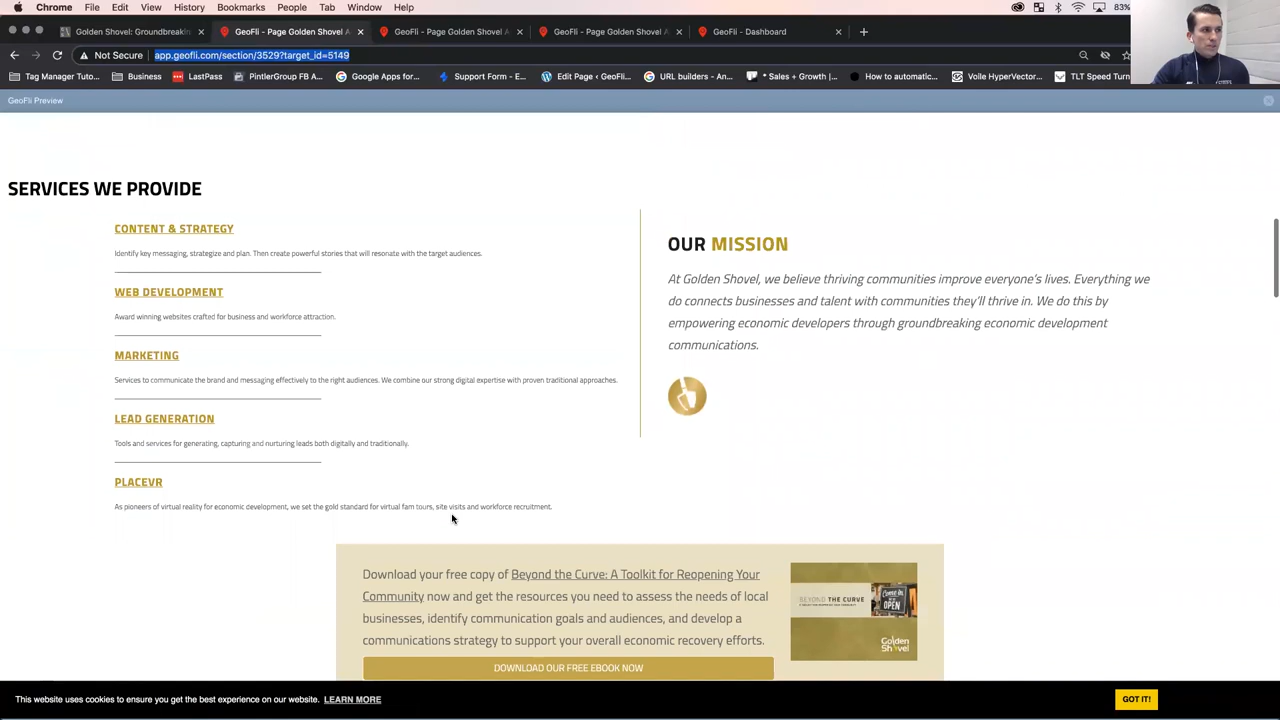 Chrome File Edit View History Bookmarks People Tab Window Help 83%
Golden Shovel: Groundbreakin
GeoFli - Page Golden Shovel A
GeoFli - Page Golden Shovel A
GeoFli - Page Golden Shovel A
GeoFli - Dashboard
Not Secure app.geofli.com/section/3529?target_id=5149
Tag Manager Tuto... Business LastPass PintlerGroup FB A... Google Apps for... Support Form - E... Edit Page ‹ GeoFli... URL builders - An... * Sales + Growth |... How to automatic... Voile HyperVector... TLT Speed Turn
GeoFli Preview
SERVICES WE PROVIDE
CONTENT & STRATEGY
Identify key messaging, strategize and plan. Then create powerful stories that will resonate with the target audiences.
WEB DEVELOPMENT
Award winning websites crafted for business and workforce attraction.
MARKETING
Services to communicate the brand and messaging effectively to the right audiences. We combine our strong digital expertise with proven traditional approaches.
LEAD GENERATION
Tools and services for generating, capturing and nurturing leads both digitally and traditionally.
PLACEVR
As pioneers of virtual reality for economic development, we set the gold standard for virtual fam tours, site visits and workforce recruitment.
OUR MISSION
At Golden Shovel, we believe thriving communities improve everyone's lives. Everything we
do connects businesses and talent with communities they'll thrive in. We do this by
empowering economic developers through groundbreaking economic development
communications.
Download your free copy of Beyond the Curve: A Toolkit for Reopening Your
Community now and get the resources you need to assess the needs of local
businesses, identify communication goals and audiences, and develop a
communications strategy to support your overall economic recovery efforts.
DOWNLOAD OUR FREE EBOOK NOW
BEYOND THE CURVE
Come in
OPEN
Golden
Shovel
This website uses cookies to ensure you get the best experience on our website. LEARN MORE
GOT IT!